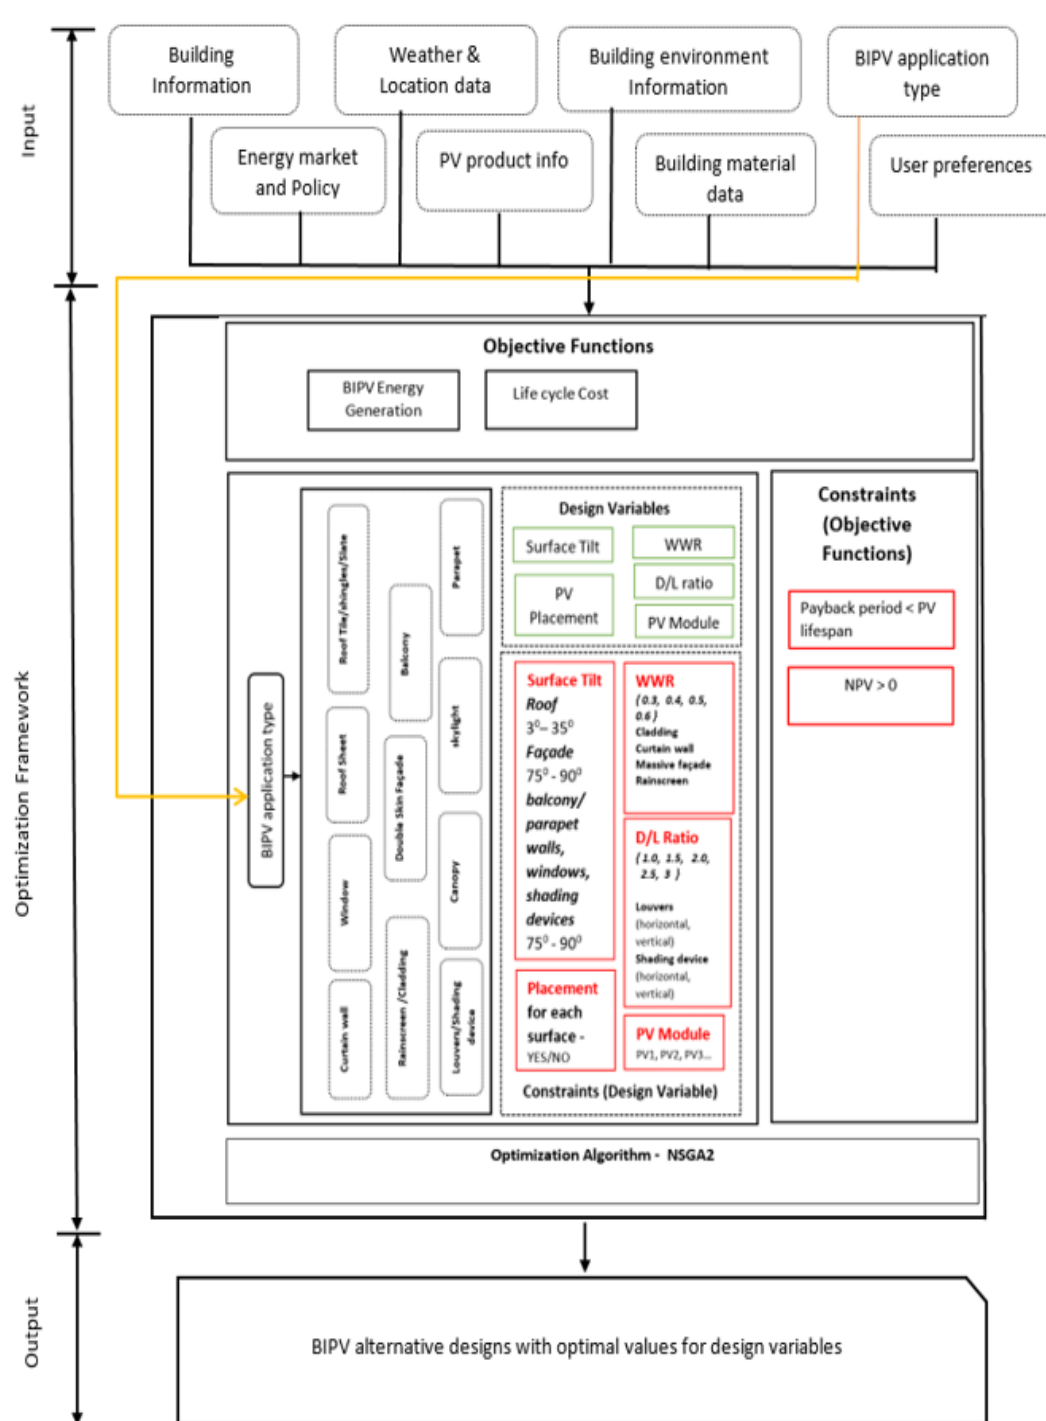 Input
Building
Information
Weather &
Location data
Building environment
Information
BIPV application
type
Energy market
and Policy
PV product info
Building material
data
User preferences
Optimization Framework
Objective Functions
BIPV Energy
Generation
Life cycle Cost
BIPV application type
Roof Tile/shingles/Slate
Roof Sheet
Window
Curtain wall
Balcony
Double Skin Façade
Rainscreen /Cladding
Parapet
skylight
Canopy
Louvers/Shading
device
Design Variables
Surface Tilt
WWR
D/L ratio
PV
Placement
PV Module
Surface Tilt
Roof
3⁰– 35⁰
Façade
75⁰ - 90⁰
balcony/
parapet
walls,
windows,
shading
devices
75⁰ - 90⁰
WWR
{ 0.3, 0.4, 0.5,
0.6 }
Cladding
Curtain wall
Massive façade
Rainscreen
D/L Ratio
{ 1.0, 1.5, 2.0,
2.5, 3 }
Louvers
(horizontal,
vertical)
Shading device
(horizontal,
vertical)
Placement
for each
surface -
YES/NO
PV Module
PV1, PV2, PV3...
Constraints (Design Variable)
Constraints
(Objective
Functions)
Payback period < PV
lifespan
NPV > 0
Optimization Algorithm - NSGA2
Output
BIPV alternative designs with optimal values for design variables